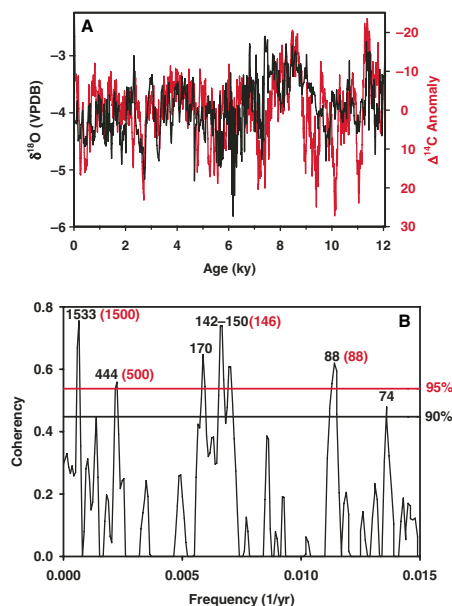 A
−3
−4
−5
−6
δ18O (VPDB)
−20
−10
0
10
20
30
Δ14C Anomaly
0 2 4 6 8 10 12
Age (ky)
B
0.8
0.6
0.4
0.2
0.0
Coherency
1533 (1500)
142–150(146)
170
444 (500)
88 (88)
74
95%
90%
0.000 0.005 0.010 0.015
Frequency (1/yr)